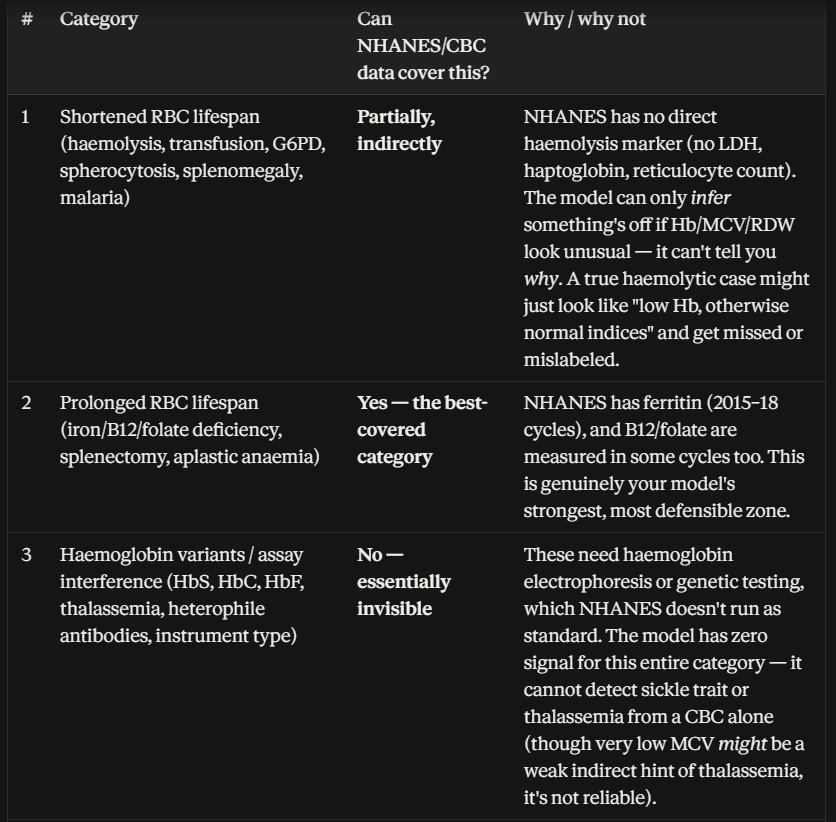 # Category Can NHANES/CBC data cover this? Why / why not
1 Shortened RBC lifespan (haemolysis, transfusion, G6PD, spherocytosis, splenomegaly, malaria)
Partially, indirectly
NHANES has no direct
haemolysis marker (no LDH,
haptoglobin, reticulocyte count).
The model can only infer
something's off if Hb/MCV/RDW
look unusual — it can't tell you
why. A true haemolytic case might
just look like "low Hb, otherwise
normal indices" and get missed or
mislabeled.
2 Prolonged RBC lifespan
(iron/B12/folate deficiency,
splenectomy, aplastic anaemia)
Yes — the best-
covered
category
NHANES has ferritin (2015–18
cycles), and B12/folate are
measured in some cycles too. This
is genuinely your model's
strongest, most defensible zone.
3 Haemoglobin variants / assay
interference (HbS, HbC, HbF,
thalassemia, heterophile
antibodies, instrument type)
No —
essentially
invisible
These need haemoglobin
electrophoresis or genetic testing,
which NHANES doesn't run as
standard. The model has zero
signal for this entire category — it
cannot detect sickle trait or
thalassemia from a CBC alone
(though very low MCV might be a
weak indirect hint of thalassemia,
it's not reliable).